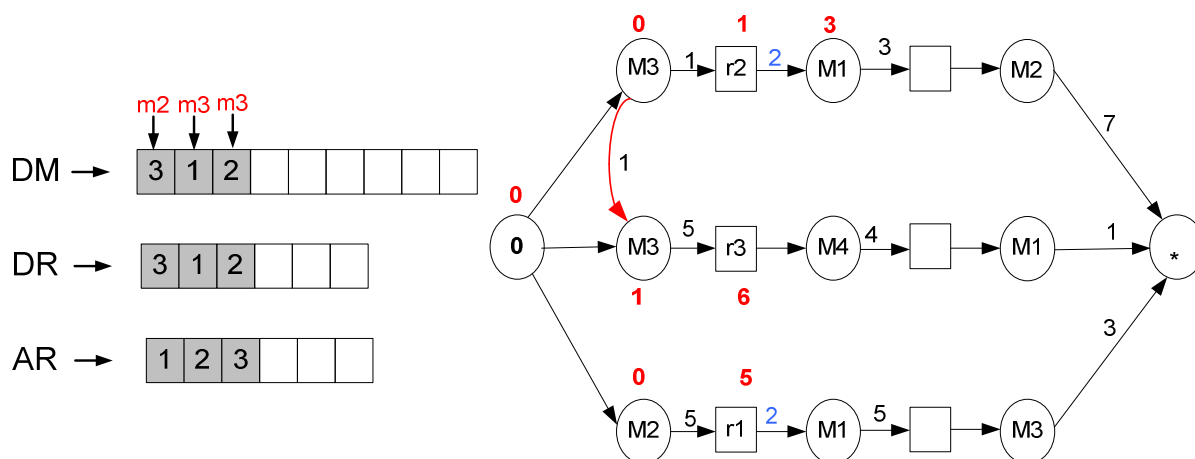 0 1 3
M3 1 r2 2 M1 3 M2
7
m2 m3 m3
DM 3 1 2
1
0
0 M3 5 r3 M4 4 M1 1 *
1 6
DR 3 1 2
3
AR 1 2 3
0 5
M2 5 r1 2 M1 5 M3